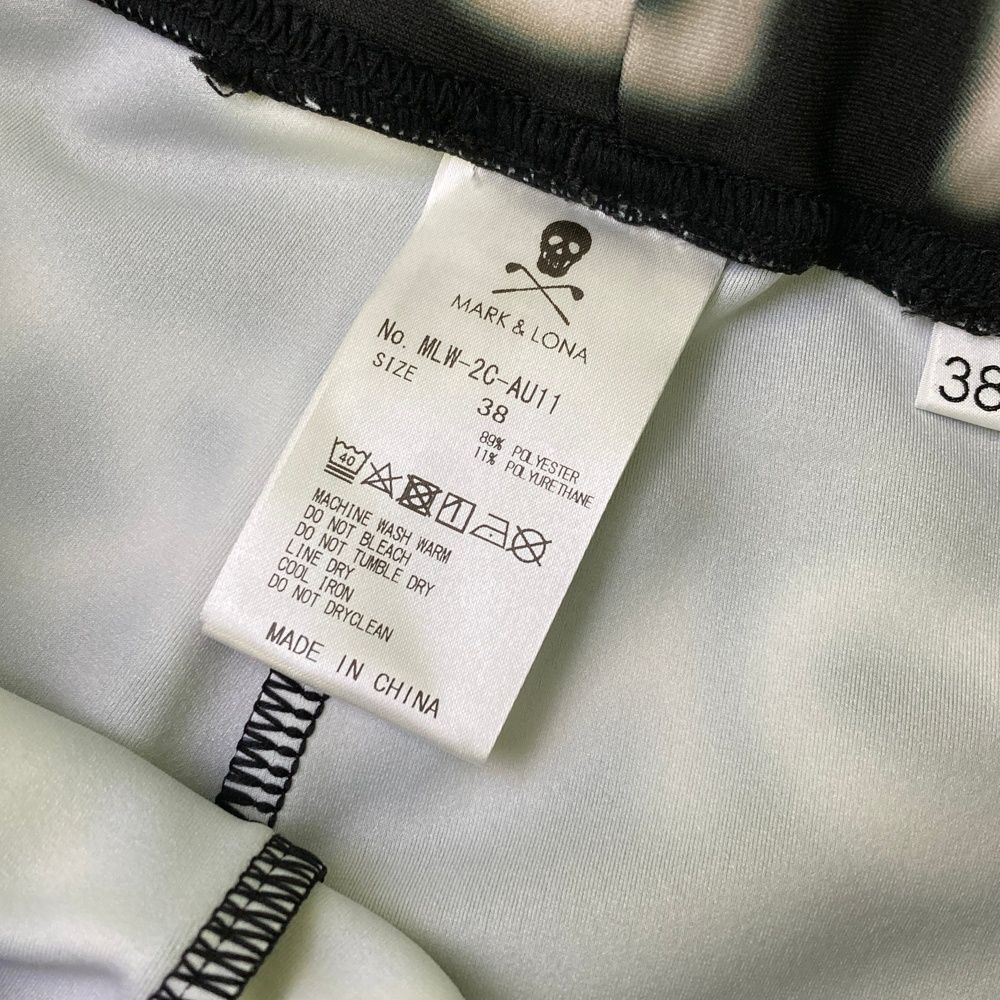 MARK & LONA
No. MLW-2C-AU11
SIZE
38
89% POLYESTER
11% POLYURETHANE
40
MACHINE WASH WARM
DO NOT BLEACH
DO NOT TUMBLE DRY
LINE DRY
COOL IRON
DO NOT DRYCLEAN
MADE IN CHINA
38